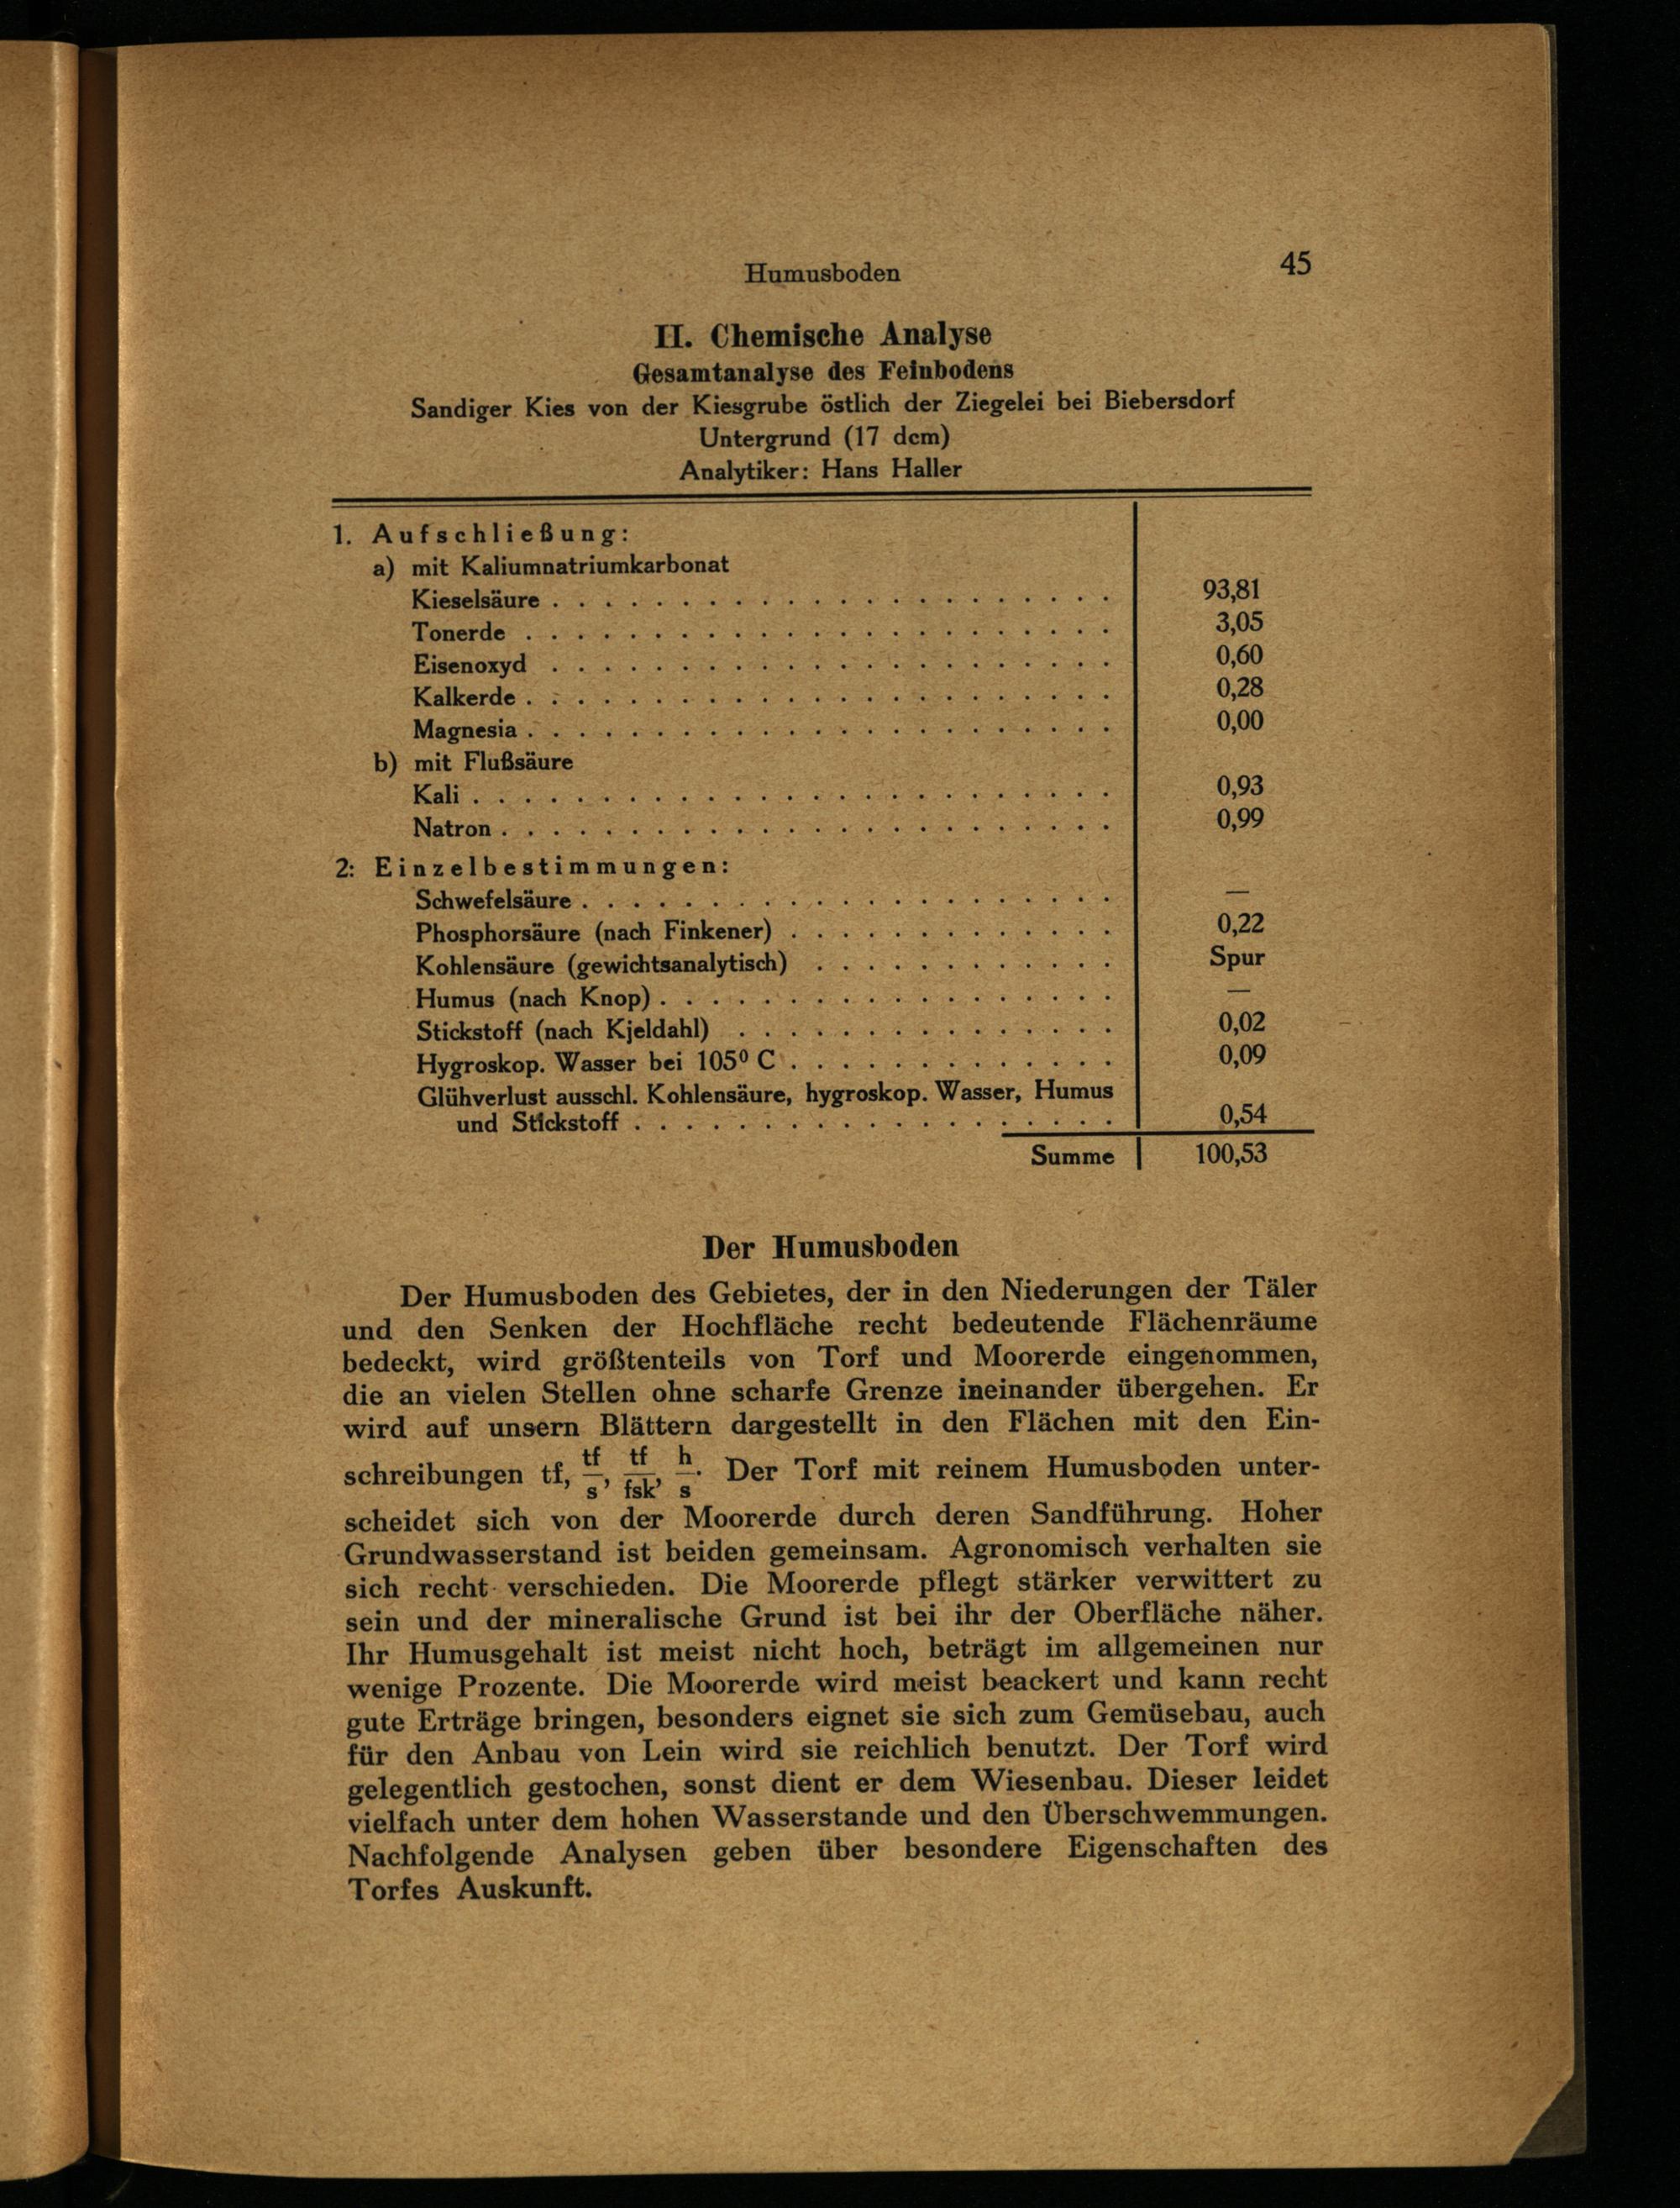 Humusboden 45
II. Chemische Analyse
Gesamtanalyse des Feinbodens
Sandiger Kies von der Kiesgrube östlich der Ziegelei bei Biebersdorf
Untergrund (17 dcm)
Analytiker: Hans Haller
1. Aufschließung:
a) mit Kaliumnatriumkarbonat
Kieselsäure . . . . . . . . . . . . . . . . . . . . . . 93,81
Tonerde . . . . . . . . . . . . . . . . . . . . . . . 3,05
Eisenoxyd . . . . . . . . . . . . . . . . . . . . . . 0,60
Kalkerde . . . . . . . . . . . . . . . . . . . . . . . 0,28
Magnesia . . . . . . . . . . . . . . . . . . . . . . . 0,00
b) mit Flußsäure
Kali . . . . . . . . . . . . . . . . . . . . . . . . . 0,93
Natron . . . . . . . . . . . . . . . . . . . . . . . . 0,99
2: Einzelbestimmungen:
Schwefelsäure . . . . . . . . . . . . . . . . . . . . . —
Phosphorsäure (nach Finkener) . . . . . . . . . . . . . 0,22
Kohlensäure (gewichtsanalytisch) . . . . . . . . . . . . Spur
Humus (nach Knop) . . . . . . . . . . . . . . . . . . —
Stickstoff (nach Kjeldahl) . . . . . . . . . . . . . . . 0,02
Hygroskop. Wasser bei 105⁰ C . . . . . . . . . . . . . 0,09
Glühverlust ausschl. Kohlensäure, hygroskop. Wasser, Humus
und Stickstoff . . . . . . . . . . . . . . . . . . . 0,54
Summe 100,53
Der Humusboden
Der Humusboden des Gebietes, der in den Niederungen der Täler
und den Senken der Hochfläche recht bedeutende Flächenräume
bedeckt, wird größtenteils von Torf und Moorerde eingenommen,
die an vielen Stellen ohne scharfe Grenze ineinander übergehen. Er
wird auf unsern Blättern dargestellt in den Flächen mit den Ein-
schreibungen tf, tf/s, tf/fsk, h/s. Der Torf mit reinem Humusboden unter-
scheidet sich von der Moorerde durch deren Sandführung. Hoher
Grundwasserstand ist beiden gemeinsam. Agronomisch verhalten sie
sich recht verschieden. Die Moorerde pflegt stärker verwittert zu
sein und der mineralische Grund ist bei ihr der Oberfläche näher.
Ihr Humusgehalt ist meist nicht hoch, beträgt im allgemeinen nur
wenige Prozente. Die Moorerde wird meist beackert und kann recht
gute Erträge bringen, besonders eignet sie sich zum Gemüsebau, auch
für den Anbau von Lein wird sie reichlich benutzt. Der Torf wird
gelegentlich gestochen, sonst dient er dem Wiesenbau. Dieser leidet
vielfach unter dem hohen Wasserstande und den Überschwemmungen.
Nachfolgende Analysen geben über besondere Eigenschaften des
Torfes Auskunft.